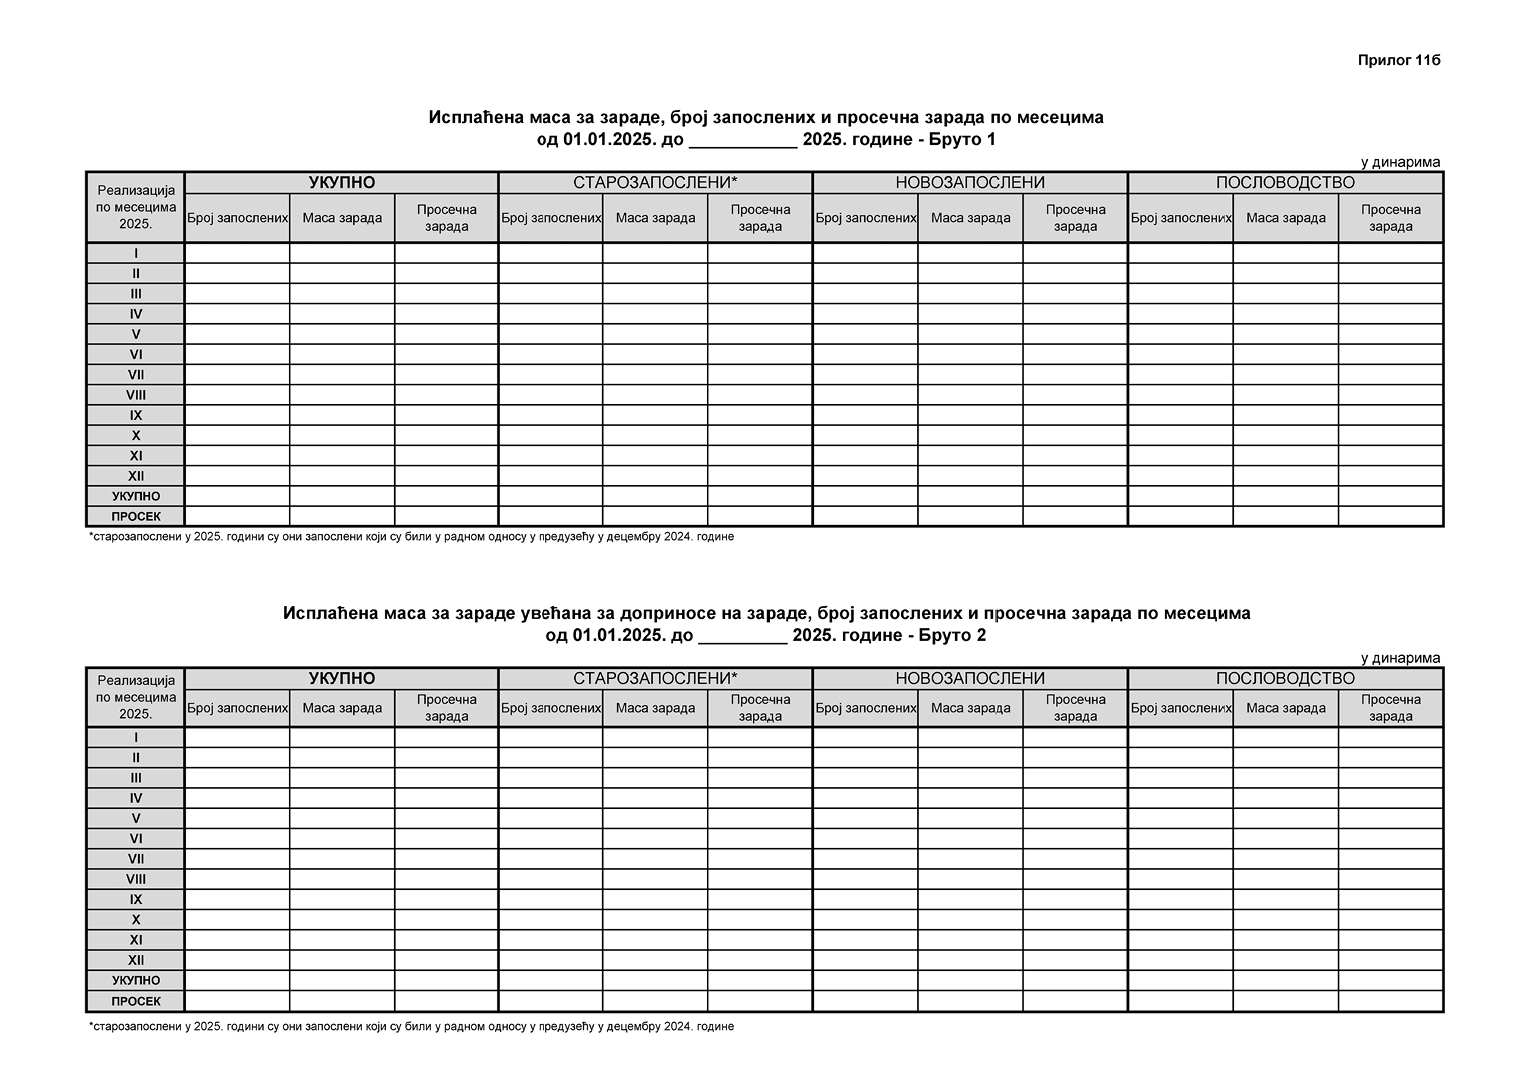 Прилог 11б
Исплаћена маса за зараде, број запослених и просечна зарада по месецима
од 01.01.2025. до ___________ 2025. године - Бруто 1
у динарима
Реализација по месецима 2025. УКУПНО СТАРОЗАПОСЛЕНИ* НОВОЗАПОСЛЕНИ ПОСЛОВОДСТВО
Број запослених Маса зарада Просечна зарада Број запослених Маса зарада Просечна зарада Број запослених Маса зарада Просечна зарада Број запослених Маса зарада Просечна зарада
I
II
III
IV
V
VI
VII
VIII
IX
X
XI
XII
УКУПНО
ПРОСЕК
*старозапослени у 2025. години су они запослени који су били у радном односу у предузећу у децембру 2024. године
Исплаћена маса за зараде увећана за доприносе на зараде, број запослених и просечна зарада по месецима
од 01.01.2025. до _________ 2025. године - Бруто 2
у динарима
Реализација по месецима 2025. УКУПНО СТАРОЗАПОСЛЕНИ* НОВОЗАПОСЛЕНИ ПОСЛОВОДСТВО
Број запослених Маса зарада Просечна зарада Број запослених Маса зарада Просечна зарада Број запослених Маса зарада Просечна зарада Број запослених Маса зарада Просечна зарада
I
II
III
IV
V
VI
VII
VIII
IX
X
XI
XII
УКУПНО
ПРОСЕК
*старозапослени у 2025. години су они запослени који су били у радном односу у предузећу у децембру 2024. године